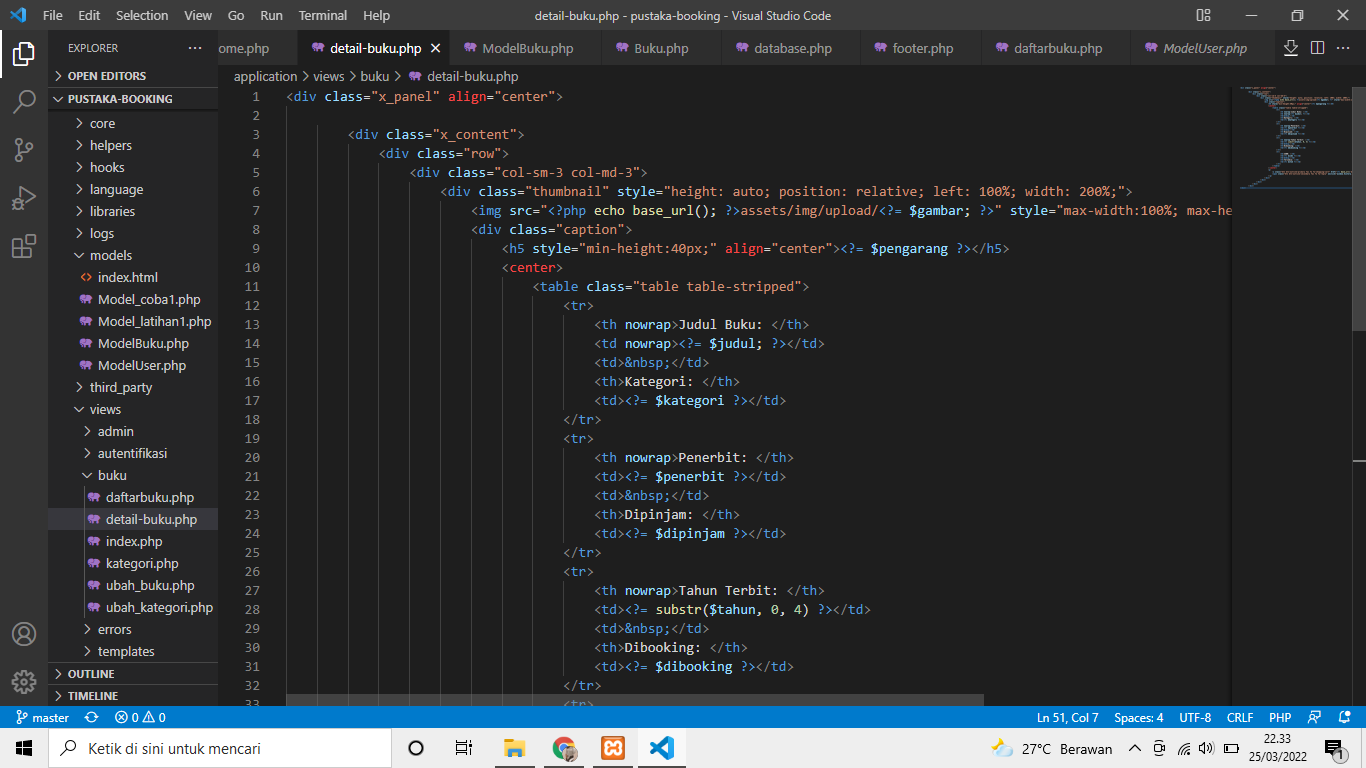 File Edit Selection View Go Run Terminal Help detail-buku.php - pustaka-booking - Visual Studio Code
EXPLORER ··· ome.php detail-buku.php ModelBuku.php Buku.php database.php footer.php daftarbuku.php ModelUser.php ···
OPEN EDITORS
application > views > buku > detail-buku.php
PUSTAKA-BOOKING
core
helpers
hooks
language
libraries
logs
models
index.html
Model_coba1.php
Model_latihan1.php
ModelBuku.php
ModelUser.php
third_party
views
admin
autentifikasi
buku
daftarbuku.php
detail-buku.php
index.php
kategori.php
ubah_buku.php
ubah_kategori.php
errors
templates
OUTLINE
TIMELINE
1 <div class="x_panel" align="center">
2
3 <div class="x_content">
4 <div class="row">
5 <div class="col-sm-3 col-md-3">
6 <div class="thumbnail" style="height: auto; position: relative; left: 100%; width: 200%;">
7 <img src="<?php echo base_url(); ?>assets/img/upload/<?= $gambar; ?>" style="max-width:100%; max-he
8 <div class="caption">
9 <h5 style="min-height:40px;" align="center"><?= $pengarang ?></h5>
10 <center>
11 <table class="table table-stripped">
12 <tr>
13 <th nowrap>Judul Buku: </th>
14 <td nowrap><?= $judul; ?></td>
15 <td>&nbsp;</td>
16 <th>Kategori: </th>
17 <td><?= $kategori ?></td>
18 </tr>
19 <tr>
20 <th nowrap>Penerbit: </th>
21 <td><?= $penerbit ?></td>
22 <td>&nbsp;</td>
23 <th>Dipinjam: </th>
24 <td><?= $dipinjam ?></td>
25 </tr>
26 <tr>
27 <th nowrap>Tahun Terbit: </th>
28 <td><?= substr($tahun, 0, 4) ?></td>
29 <td>&nbsp;</td>
30 <th>Dibooking: </th>
31 <td><?= $dibooking ?></td>
32 </tr>
33 <tr>
master 0 0 Ln 51, Col 7 Spaces: 4 UTF-8 CRLF PHP
Ketik di sini untuk mencari 27°C Berawan 22.33
25/03/2022
1